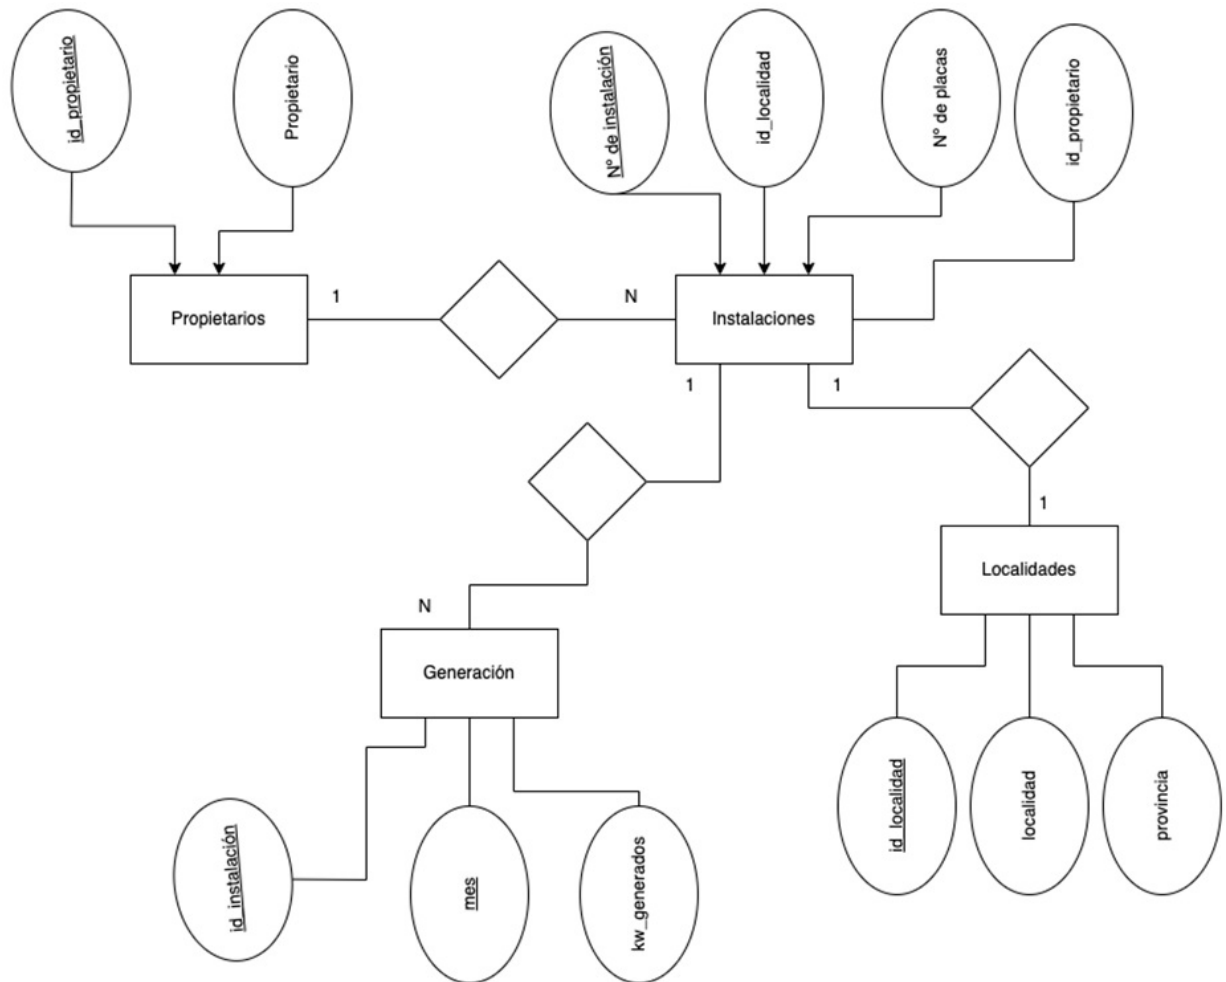 id_propietario
Propietario
Nº de instalación
id_localidad
Nº de placas
id_propietario
Propietarios
1
N
Instalaciones
1
1
1
Localidades
N
Generación
id_instalación
mes
kw_generados
id_localidad
localidad
provincia